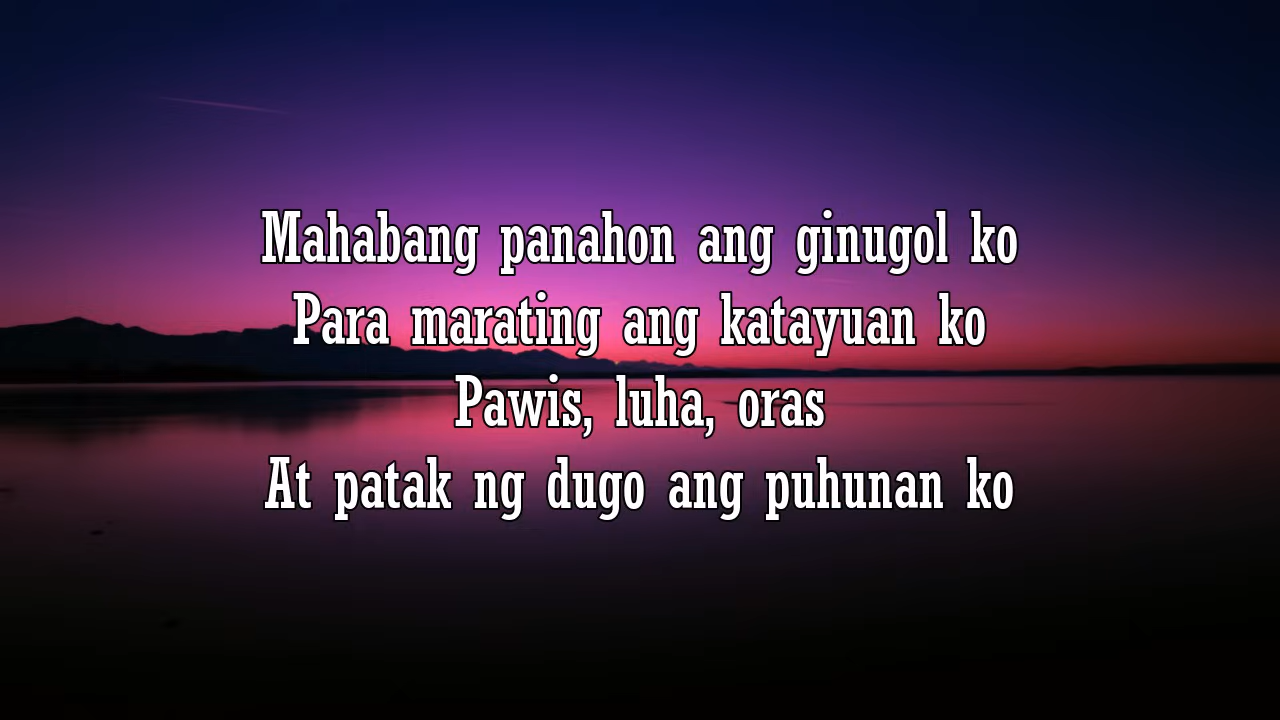 Mahabang panahon ang ginugol ko
Para marating ang katayuan ko
Pawis, luha, oras
At patak ng dugo ang puhunan ko